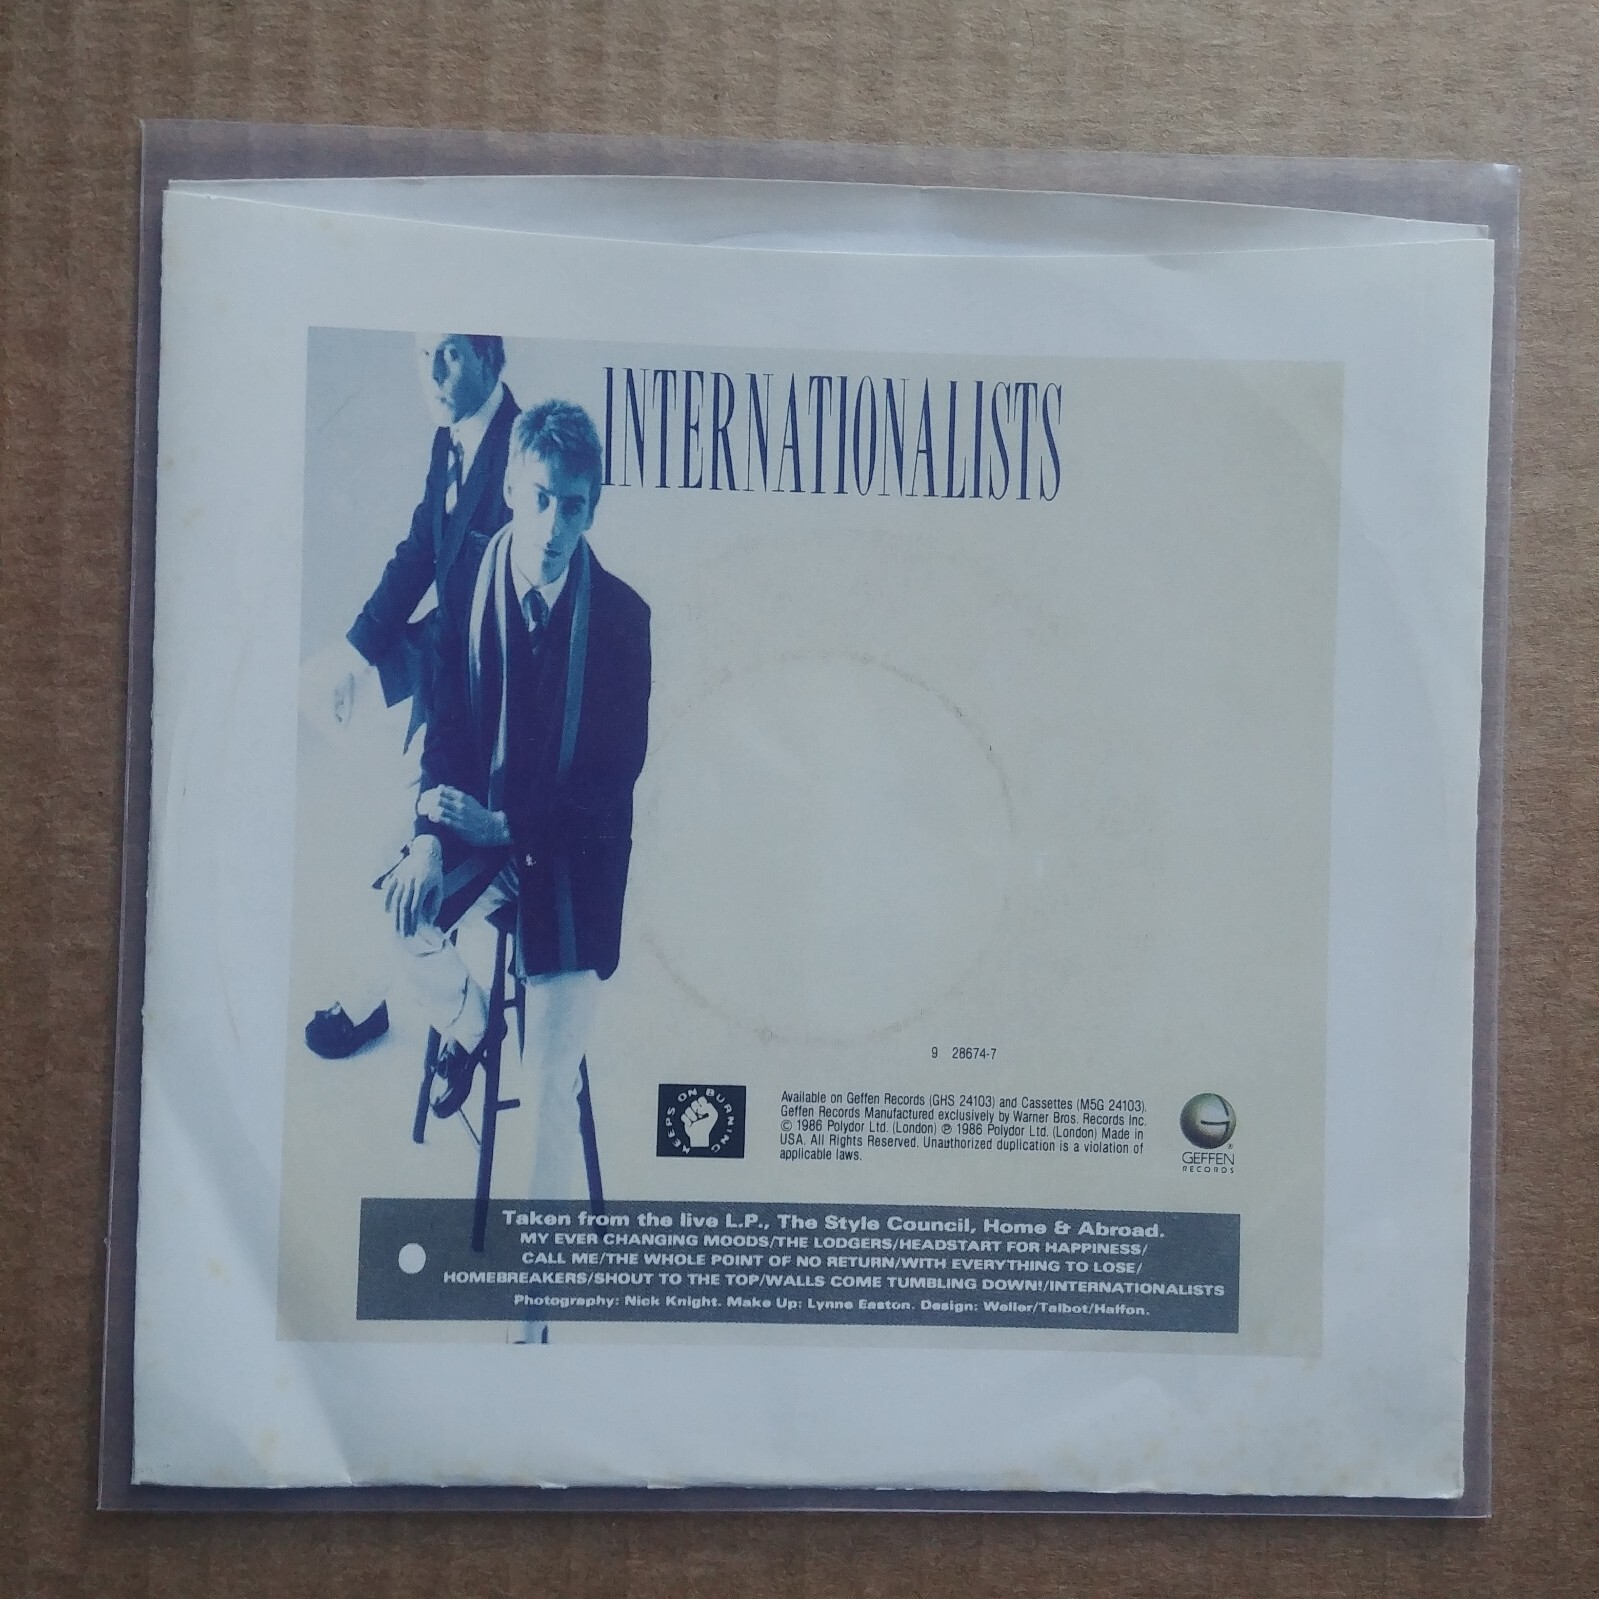 INTERNATIONALISTS
9 28674-7
KEEPS ON BURNING
Available on Geffen Records (GHS 24103) and Cassettes (M5G 24103).
Geffen Records Manufactured exclusively by Warner Bros. Records Inc.
© 1986 Polydor Ltd. (London) ℗ 1986 Polydor Ltd. (London) Made in
USA. All Rights Reserved. Unauthorized duplication is a violation of
applicable laws.
®
GEFFEN
RECORDS
Taken from the live L.P., The Style Council, Home & Abroad.
MY EVER CHANGING MOODS/THE LODGERS/HEADSTART FOR HAPPINESS/
CALL ME/THE WHOLE POINT OF NO RETURN/WITH EVERYTHING TO LOSE/
HOMEBREAKERS/SHOUT TO THE TOP/WALLS COME TUMBLING DOWN!/INTERNATIONALISTS
Photography: Nick Knight. Make Up: Lynne Easton. Design: Weller/Talbot/Halfon.